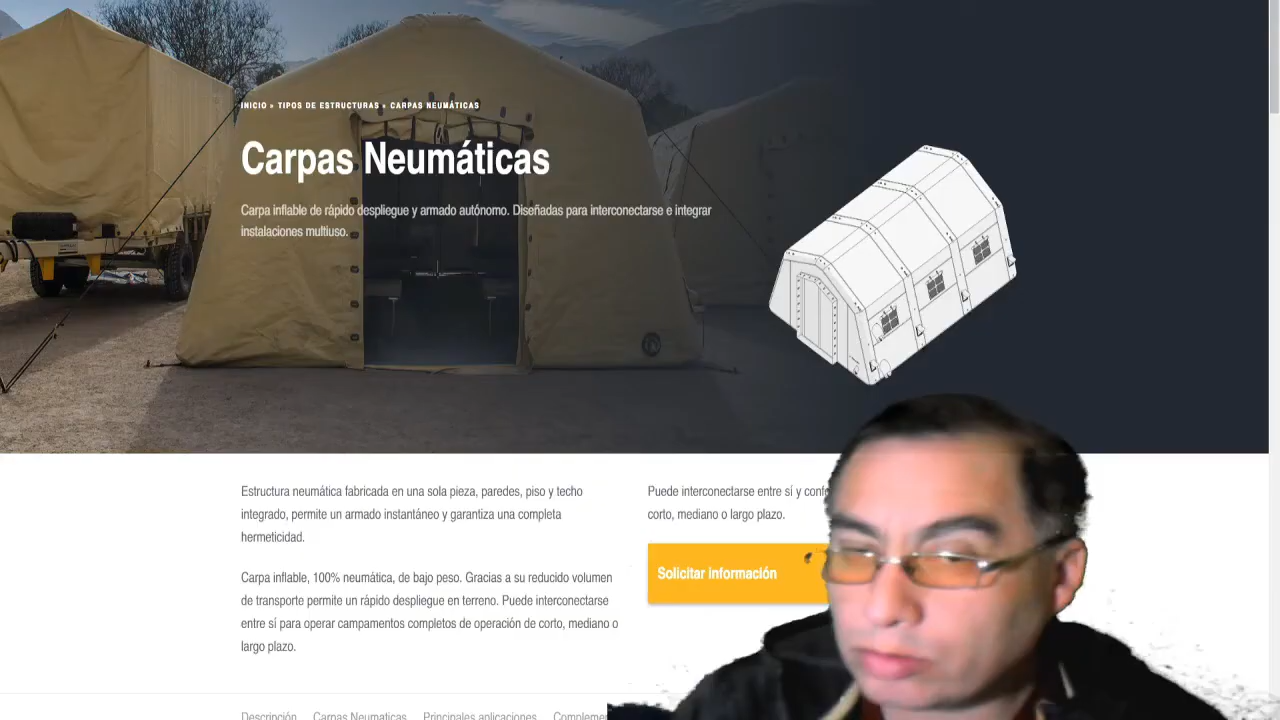 INICIO » TIPOS DE ESTRUCTURAS » CARPAS NEUMÁTICAS
Carpas Neumáticas
Carpa inflable de rápido despliegue y armado autónomo. Diseñadas para interconectarse e integrar
instalaciones multiuso.
Estructura neumática fabricada en una sola pieza, paredes, piso y techo
integrado, permite un armado instantáneo y garantiza una completa
hermeticidad.
Carpa inflable, 100% neumática, de bajo peso. Gracias a su reducido volumen
de transporte permite un rápido despliegue en terreno. Puede interconectarse
entre sí para operar campamentos completos de operación de corto, mediano o
largo plazo.
Puede interconectarse entre sí y
corto, mediano o largo plazo.
Solicitar información
Descripción Carpas Neumaticas Principales aplicaciones